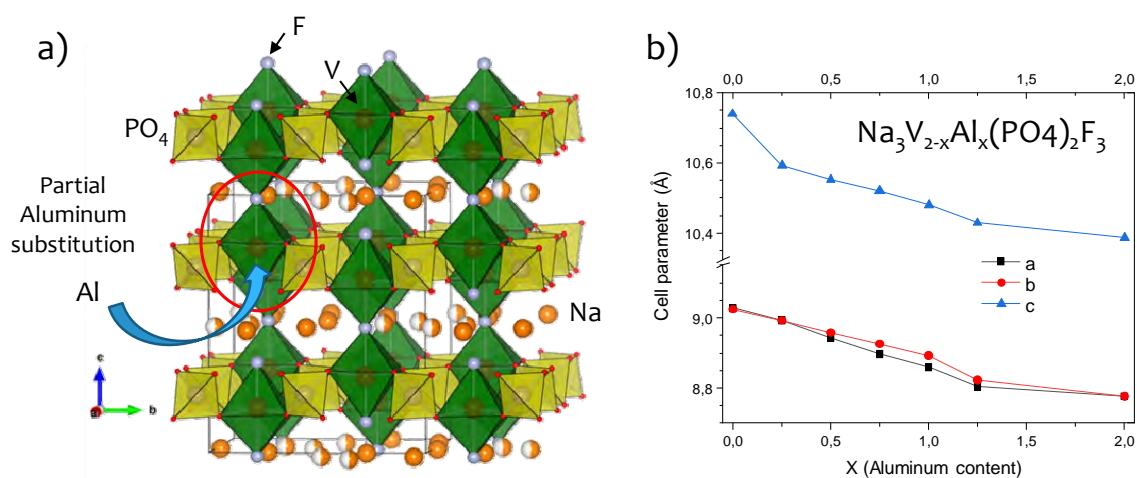 a)
F
V
PO₄
Partial
Aluminum
substitution
Al
Na
c
b
b)
0,0 0,5 1,0 1,5 2,0
Na₃V₂₋ₓAlₓ(PO4)₂F₃
10,8
10,6
10,4
9,0
8,8
Cell parameter (Å)
a
b
c
0,0 0,5 1,0 1,5 2,0
X (Aluminum content)